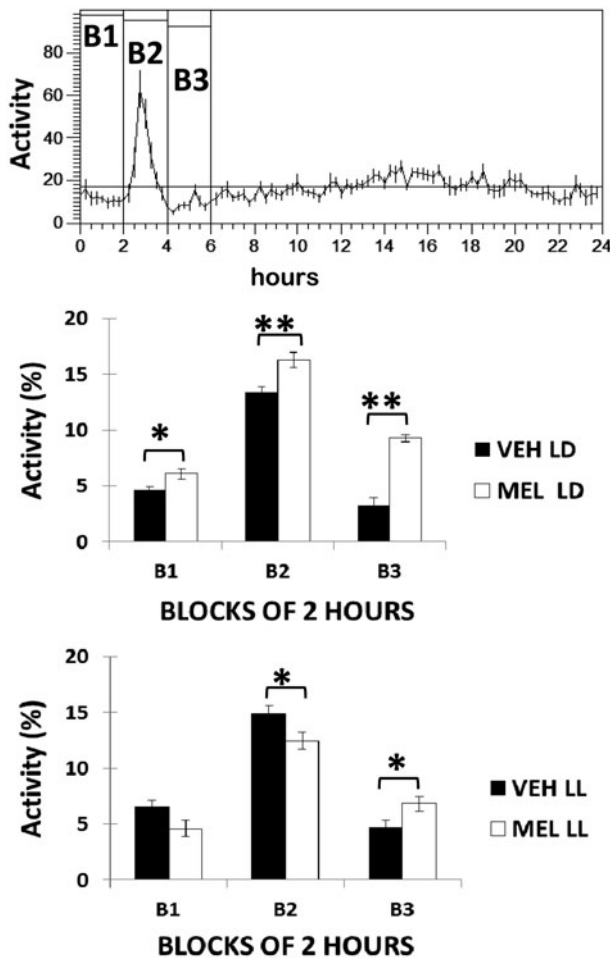 B1
B2
B3
80
60
40
20
0
Activity
0 2 4 6 8 10 12 14 16 18 20 22 24
hours
20
15
10
5
0
Activity (%)
*
**
**
VEH LD
MEL LD
B1 B2 B3
BLOCKS OF 2 HOURS
20
15
10
5
0
Activity (%)
*
*
VEH LL
MEL LL
B1 B2 B3
BLOCKS OF 2 HOURS